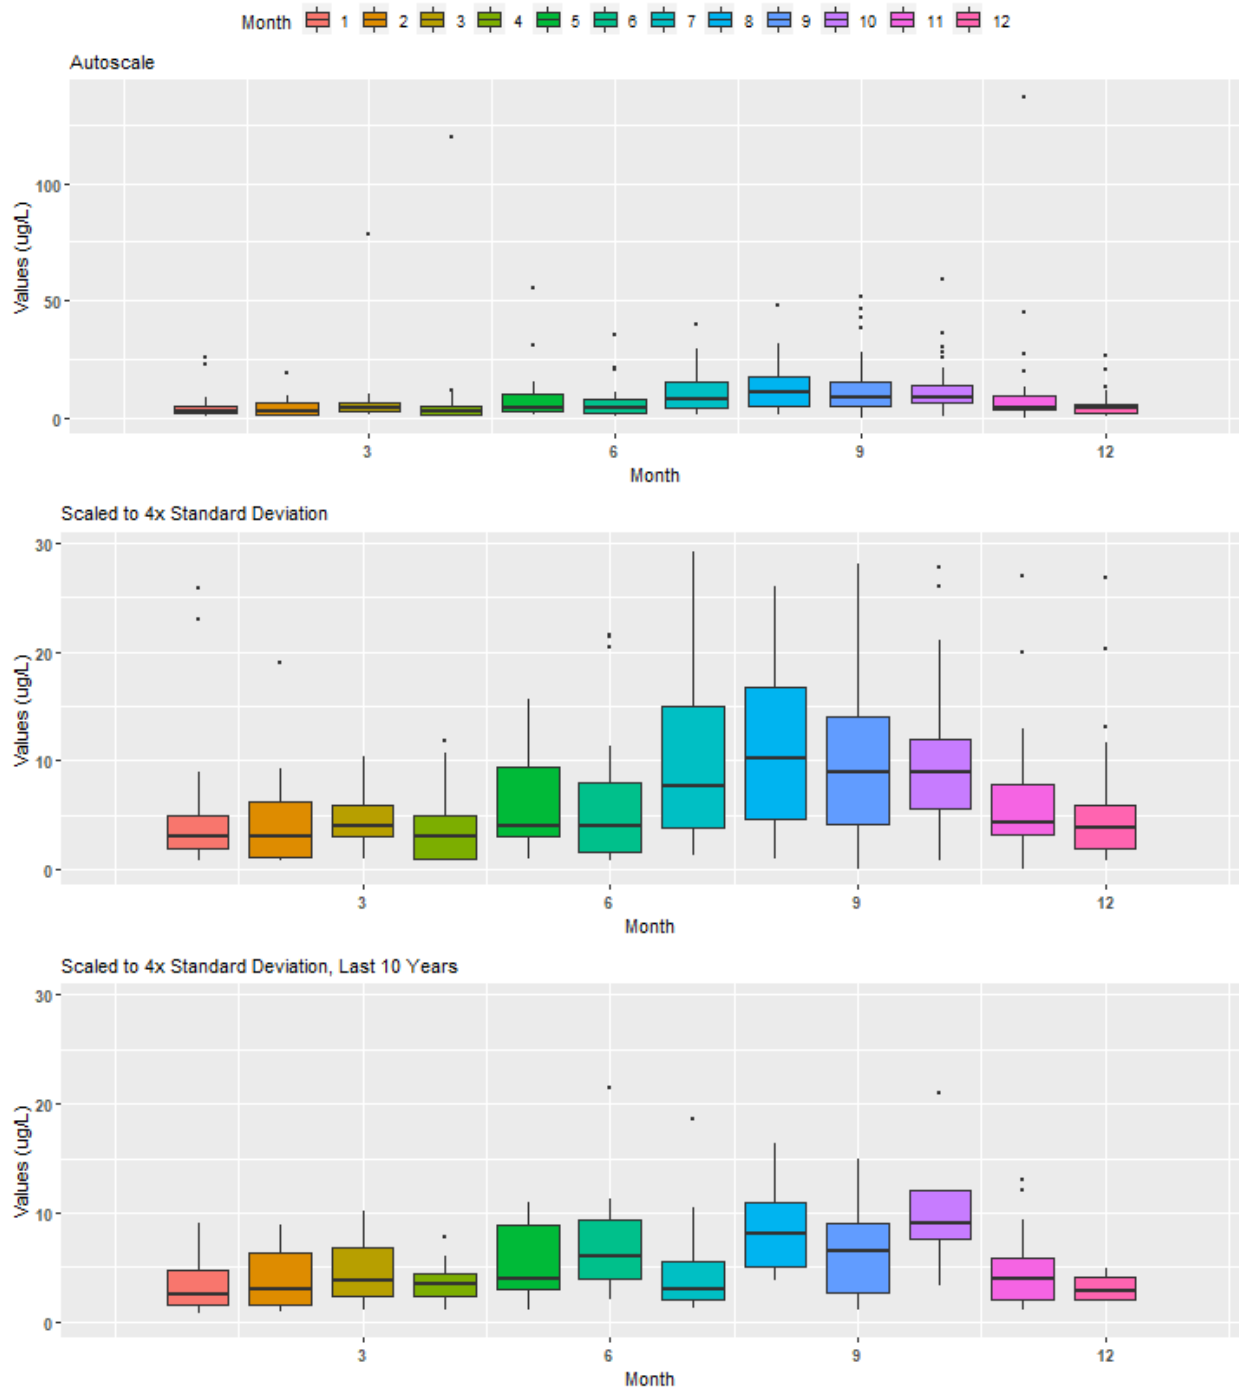 Month 1 2 3 4 5 6 7 8 9 10 11 12
Autoscale
Values (ug/L)
100
50
0
3 6 9 12
Month
Scaled to 4x Standard Deviation
Values (ug/L)
30
20
10
0
3 6 9 12
Month
Scaled to 4x Standard Deviation, Last 10 Years
Values (ug/L)
30
20
10
0
3 6 9 12
Month